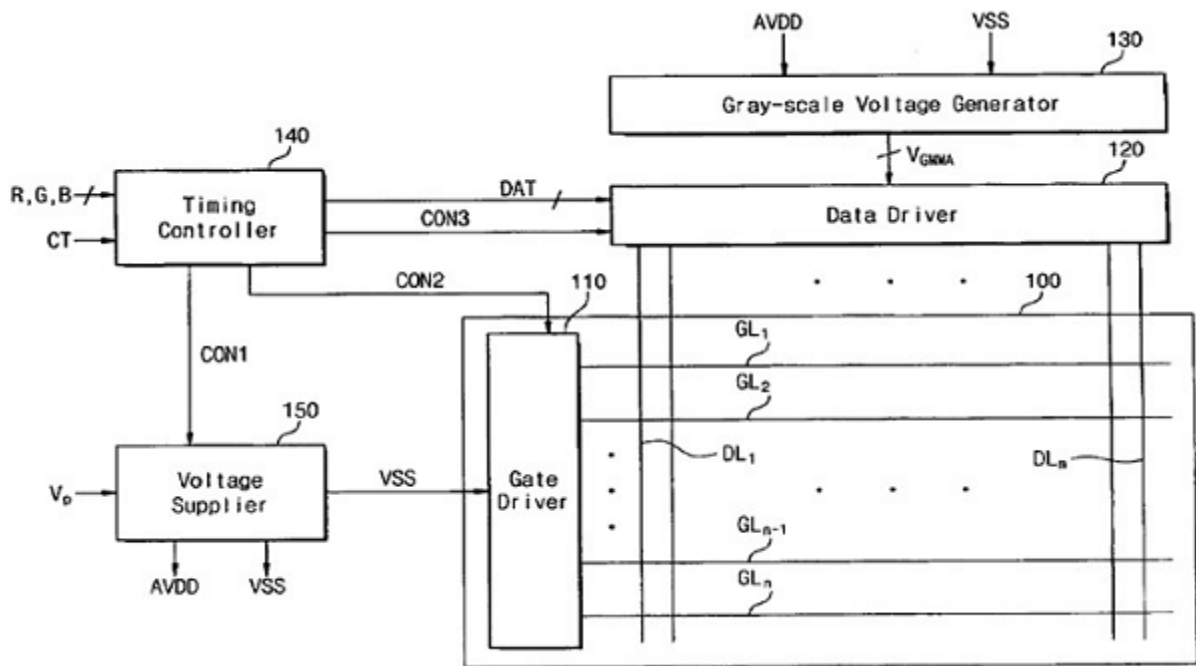 AVDD
VSS
130
Gray-scale Voltage Generator
V_GMMA
140
120
R,G,B
CT
Timing
Controller
DAT
CON3
Data Driver
CON2
110
100
CON1
GL₁
GL₂
150
DL₁
DLₘ
Vₚ
Voltage
Supplier
VSS
Gate
Driver
GLₙ₋₁
GLₙ
AVDD
VSS